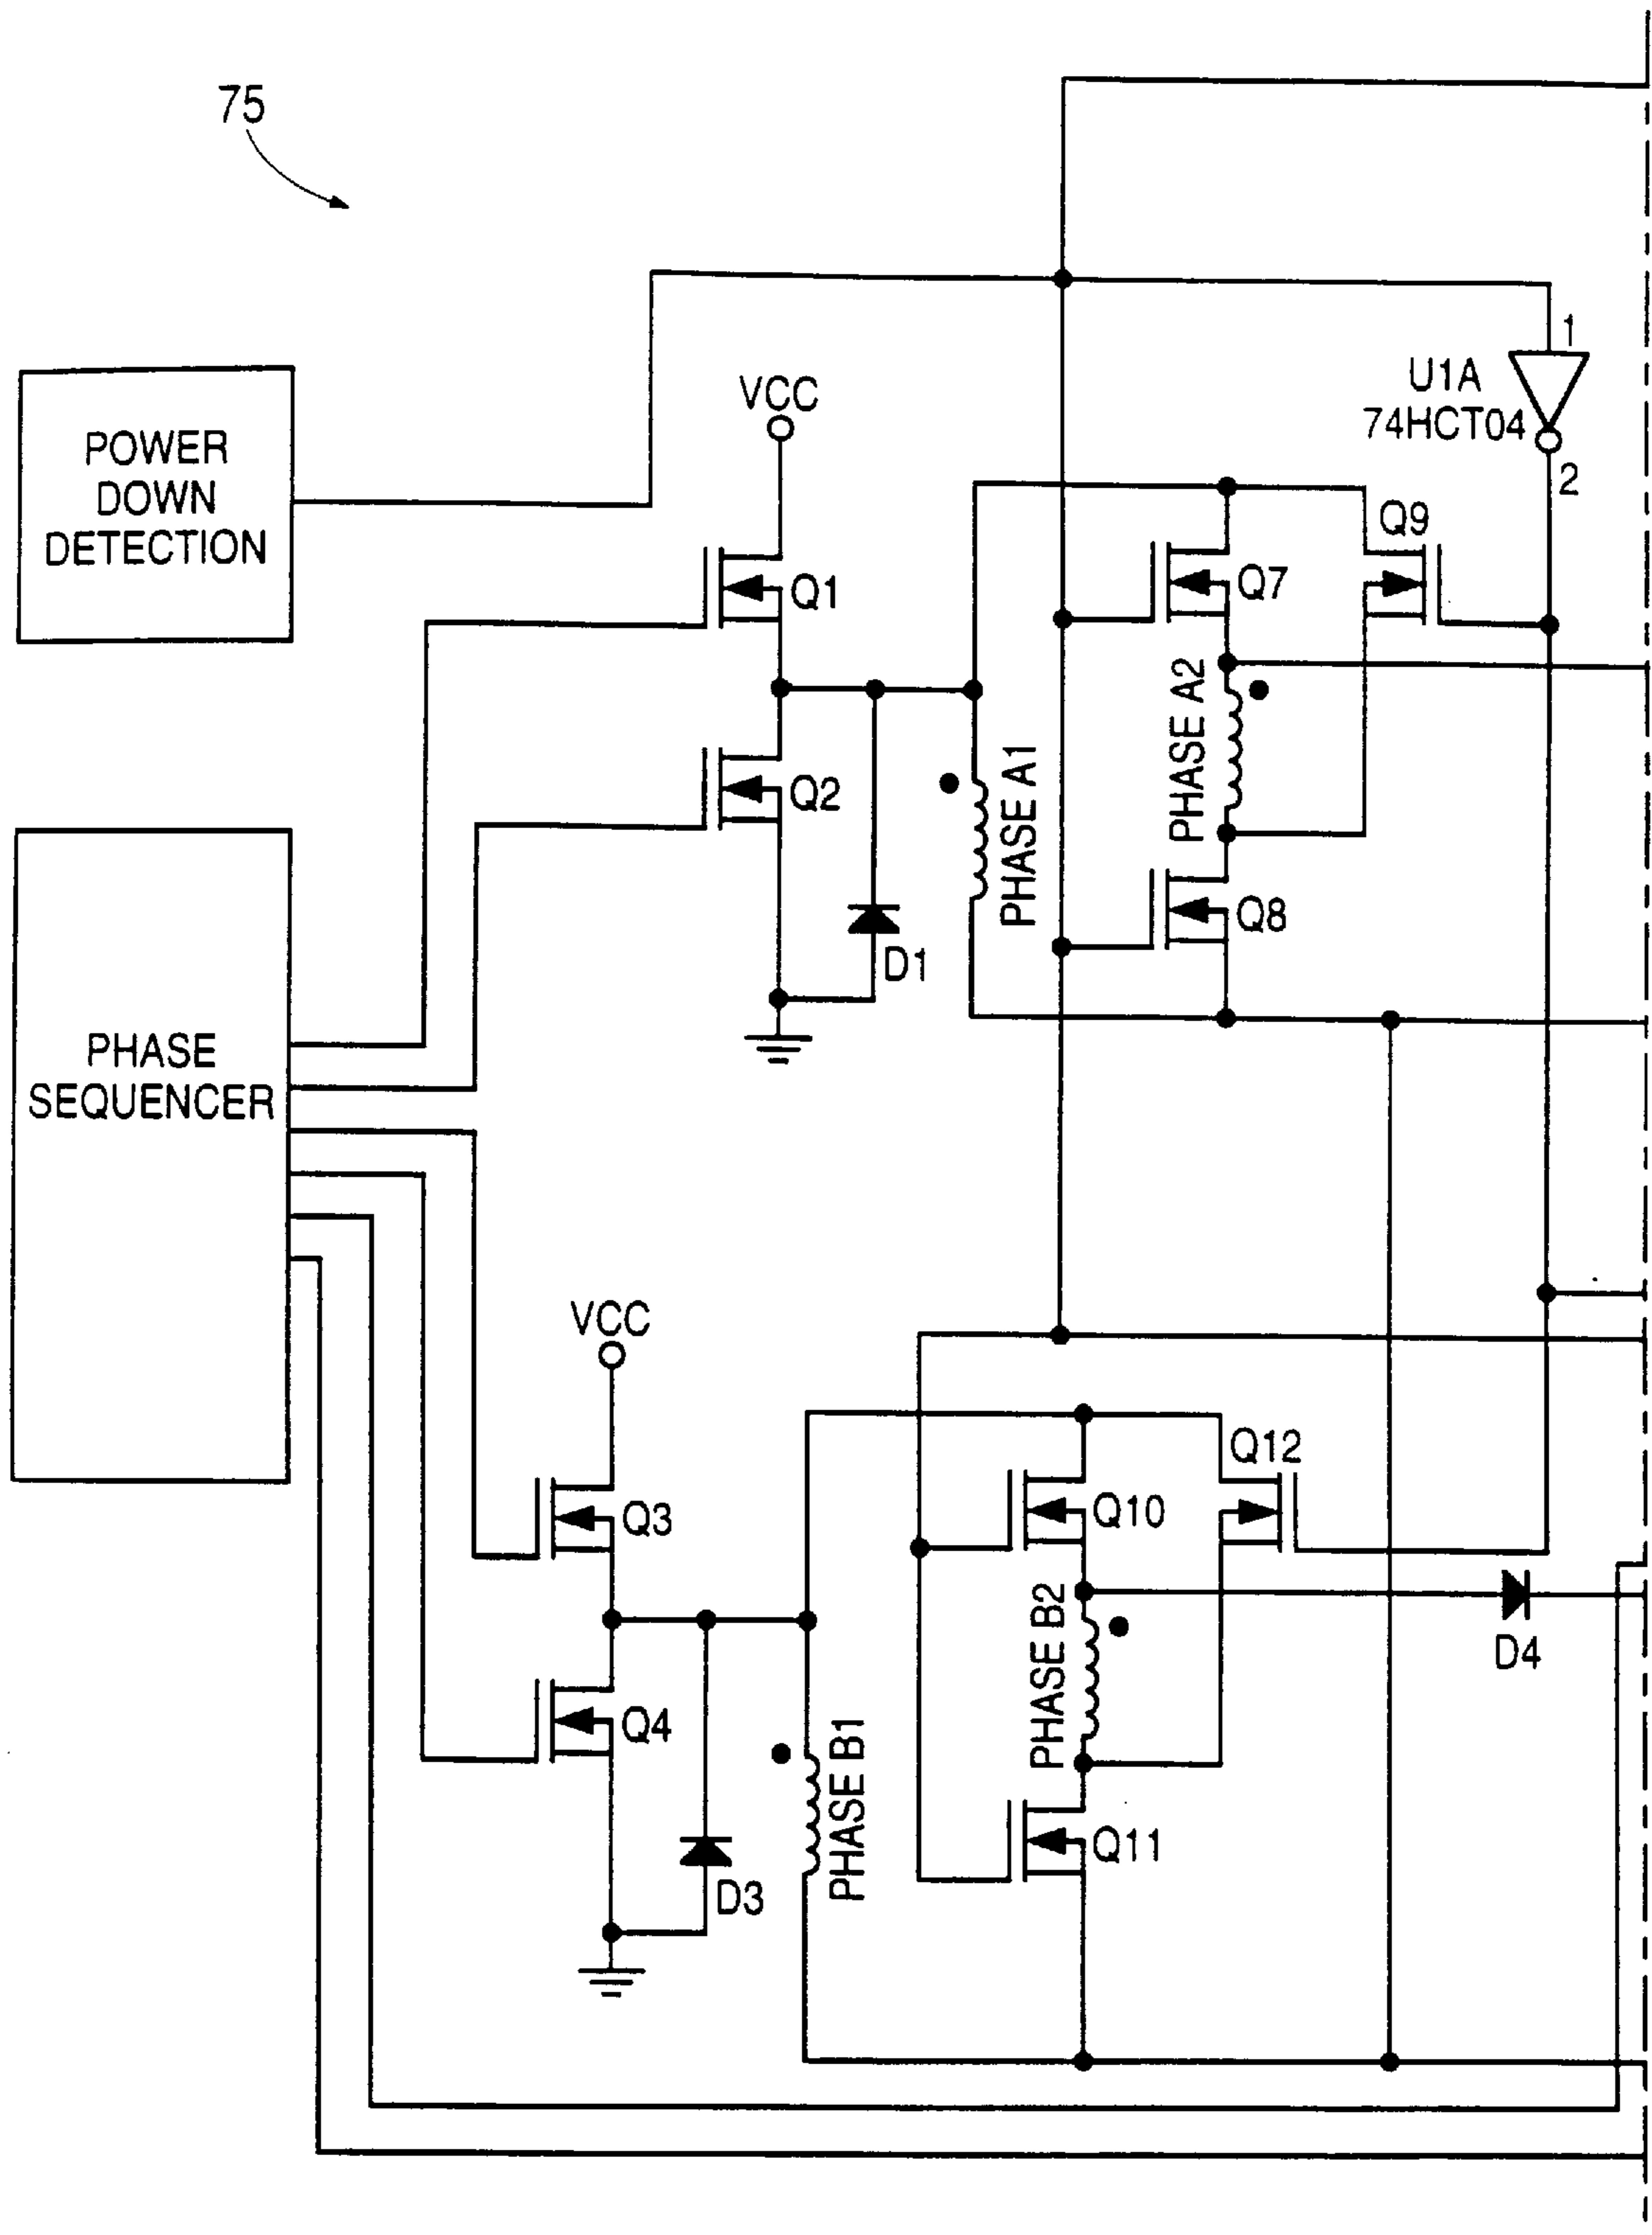 75
POWER
DOWN
DETECTION
VCC
1
U1A
74HCT04
2
Q9
Q1
Q7
PHASE A2
Q2
PHASE A1
Q8
D1
PHASE
SEQUENCER
VCC
Q12
Q3
Q10
PHASE B2
D4
Q4
PHASE B1
Q11
D3